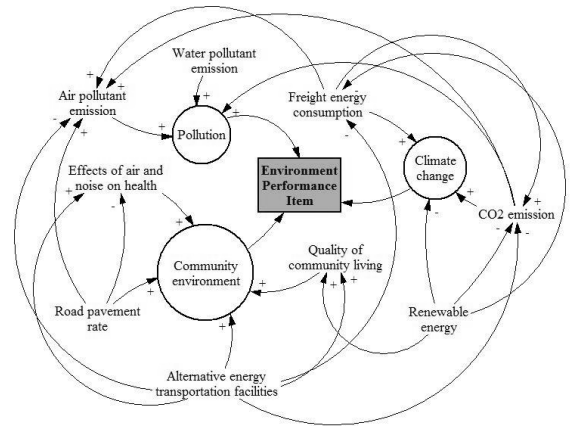 Water pollutant
emission
Air pollutant
emission
Freight energy
consumption
Pollution
Climate
change
Environment
Performance
Item
Effects of air and
noise on health
CO2 emission
Community
environment
Quality of
community living
Road pavement
rate
Renewable
energy
Alternative energy
transportation facilities